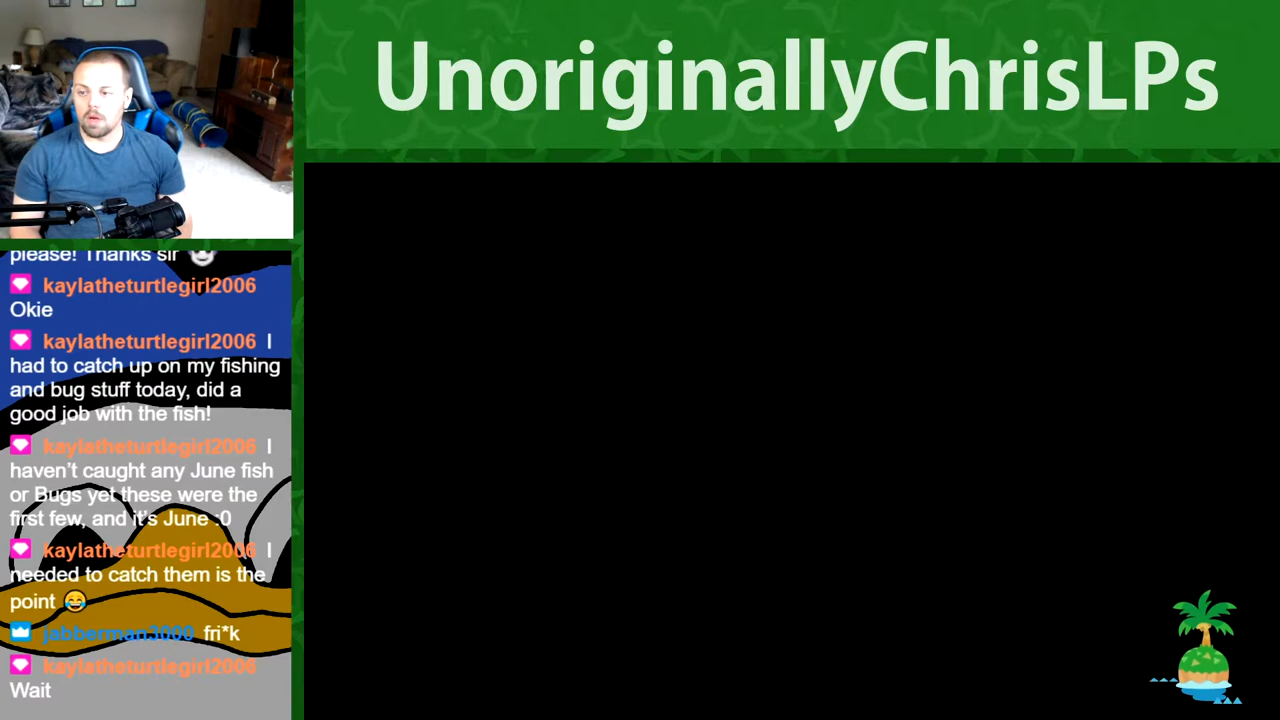 UnoriginallyChrisLPs
please! Thanks sir
kaylatheturtlegirl2006
Okie
kaylatheturtlegirl2006 I
had to catch up on my fishing
and bug stuff today, did a
good job with the fish!
kaylatheturtlegirl2006 I
haven't caught any June fish
or Bugs yet these were the
first few, and it's June :0
kaylatheturtlegirl2006 I
needed to catch them is the
point 😂
jabberman3000 fri*k
kaylatheturtlegirl2006
Wait